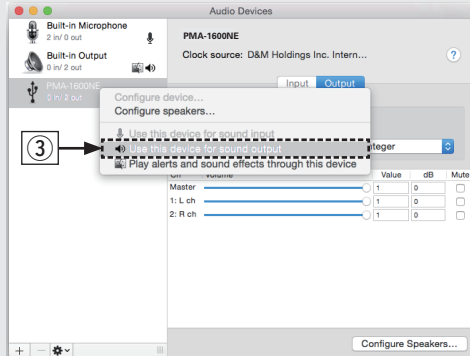 Audio Devices
Built-in Microphone
2 in/ 0 out
Built-in Output
0 in/ 2 out
PMA-1600NE
0 in/ 2 out
PMA-1600NE
Clock source: D&M Holdings Inc. Intern...
?
Input Output
Configure device...
Configure speakers...
Use this device for sound input
③
Use this device for sound output
Play alerts and sound effects through this device
teger
Ch Volume Value dB Mute
Master 1 0
1: L ch 1 0
2: R ch 1 0
Configure Speakers...